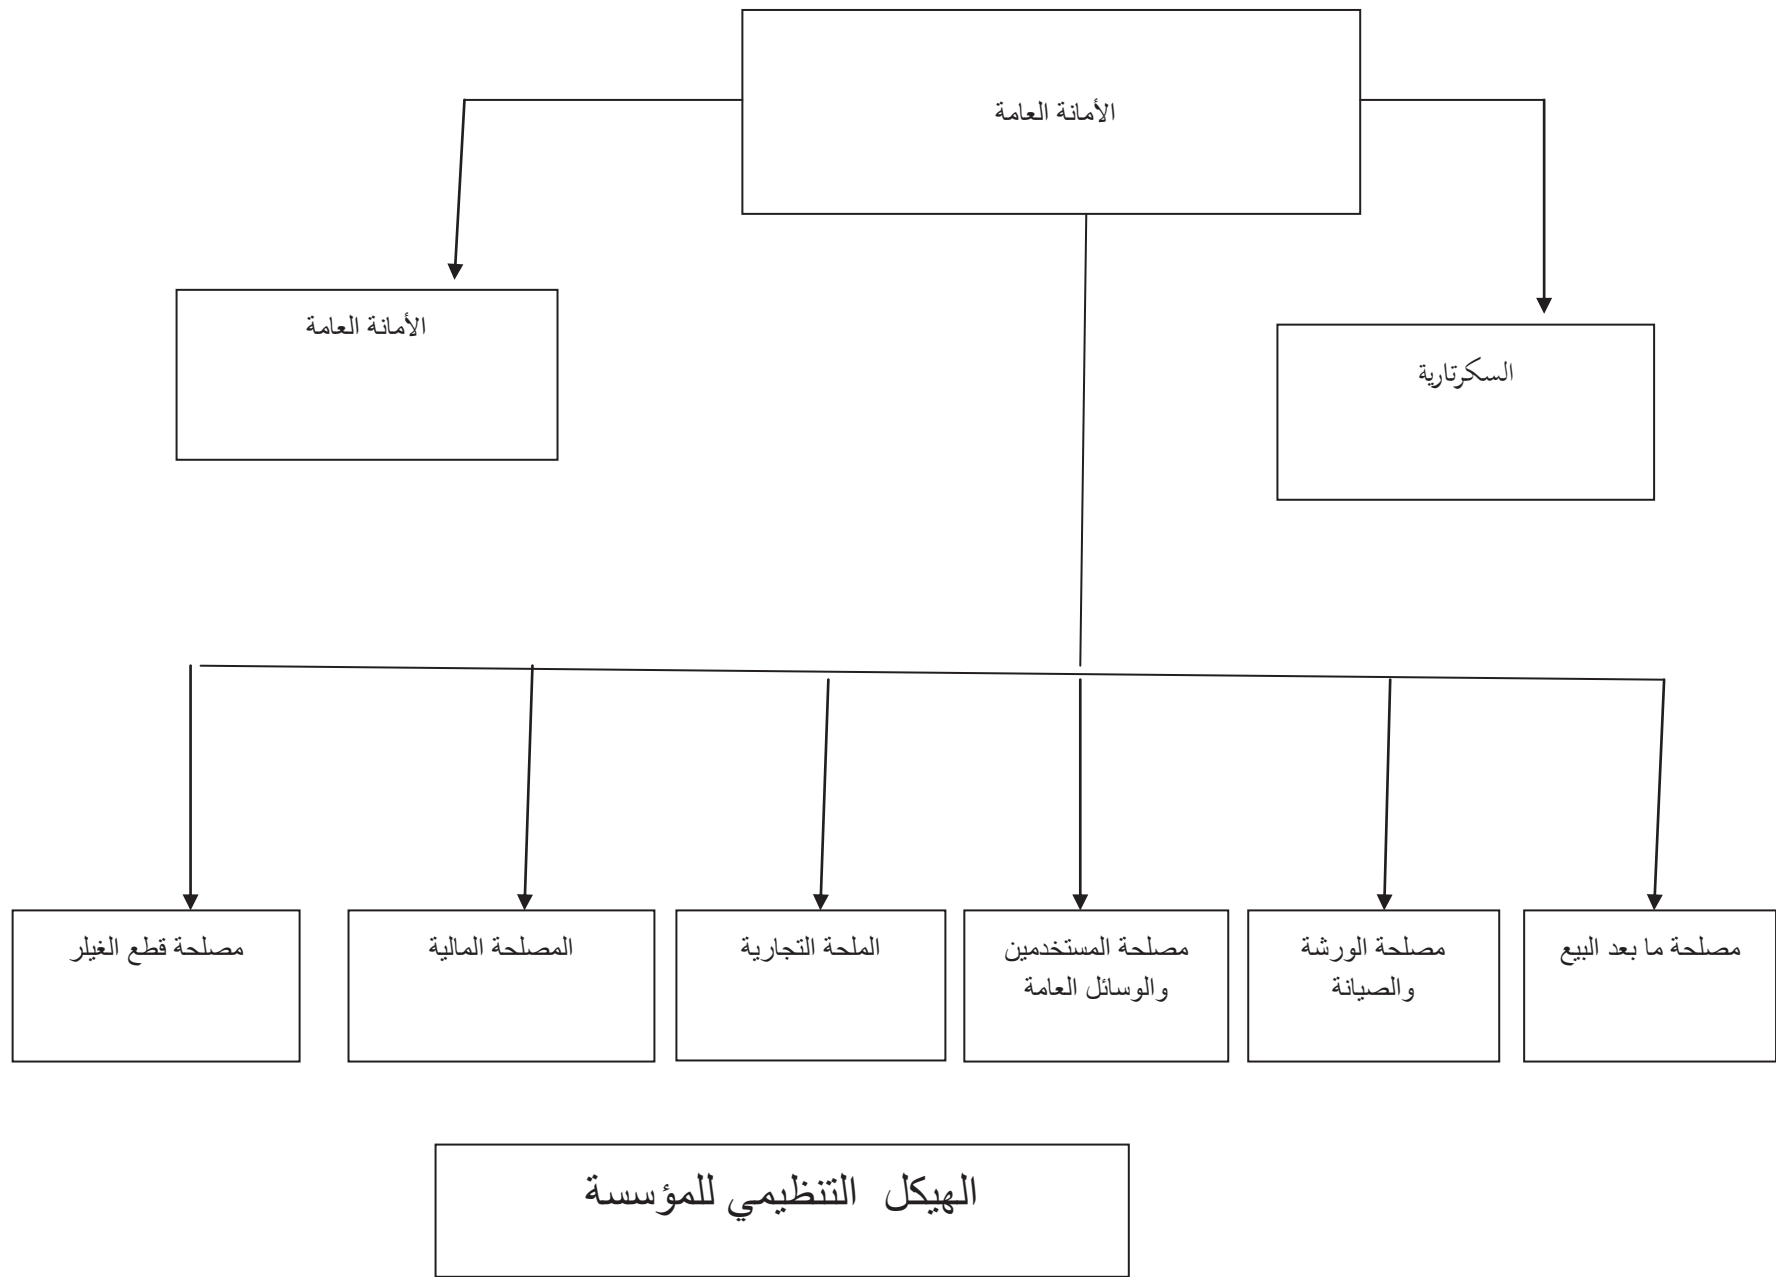 الأمانة العامة
السكرتارية
الأمانة العامة
مصلحة ما بعد البيع
مصلحة الورشة
والصيانة
مصلحة المستخدمين
والوسائل العامة
الملحة التجارية
المصلحة المالية
مصلحة قطع الغيلر
الهيكل التنظيمي للمؤسسة